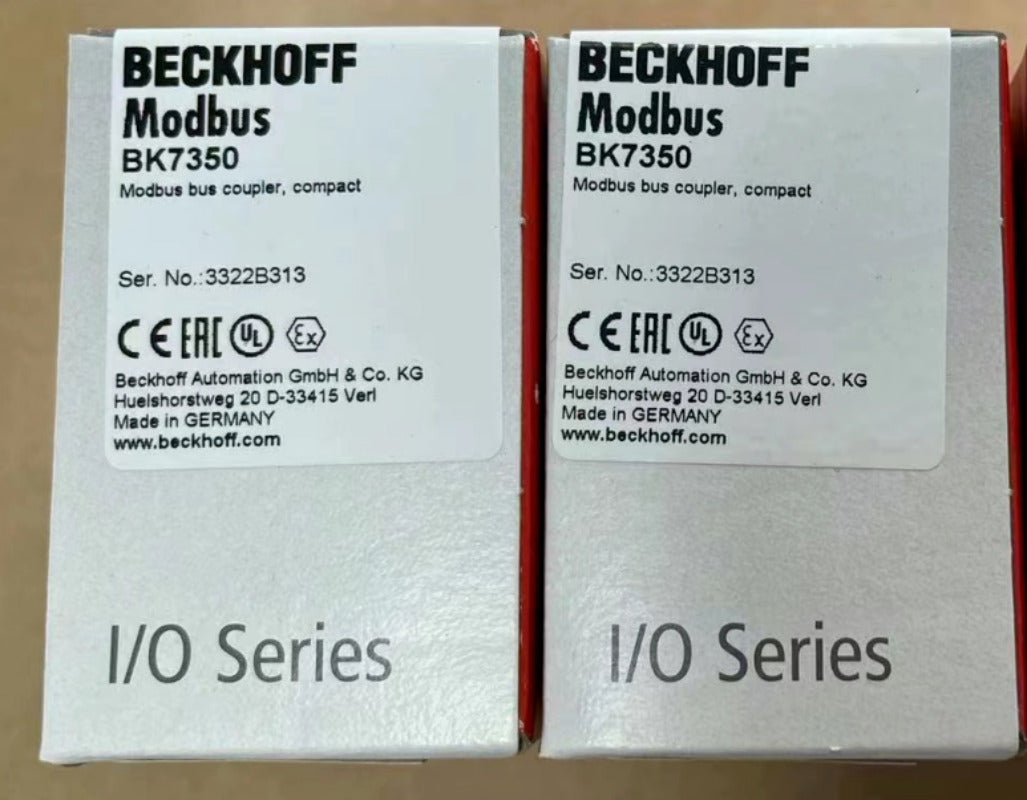 BECKHOFF
Modbus
BK7350
Modbus bus coupler, compact
Ser. No.:3322B313
CE EAC UL Ex
Beckhoff Automation GmbH & Co. KG
Huelshorstweg 20 D-33415 Verl
Made in GERMANY
www.beckhoff.com
I/O Series
BECKHOFF
Modbus
BK7350
Modbus bus coupler, compact
Ser. No.:3322B313
CE EAC UL Ex
Beckhoff Automation GmbH & Co. KG
Huelshorstweg 20 D-33415 Verl
Made in GERMANY
www.beckhoff.com
I/O Series